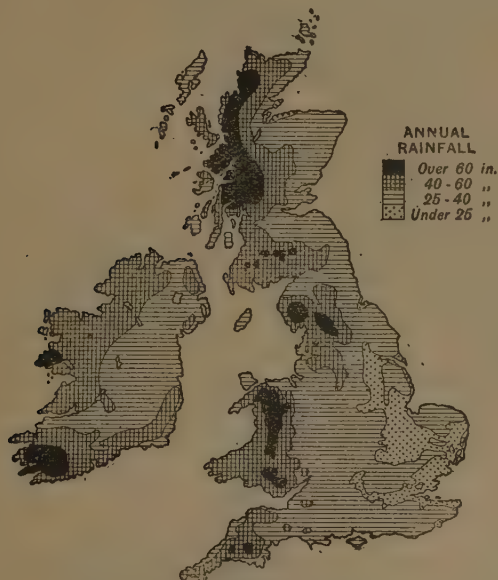 ANNUAL
RAINFALL
Over 60 in.
40-60 „
25-40 „
Under 25 „